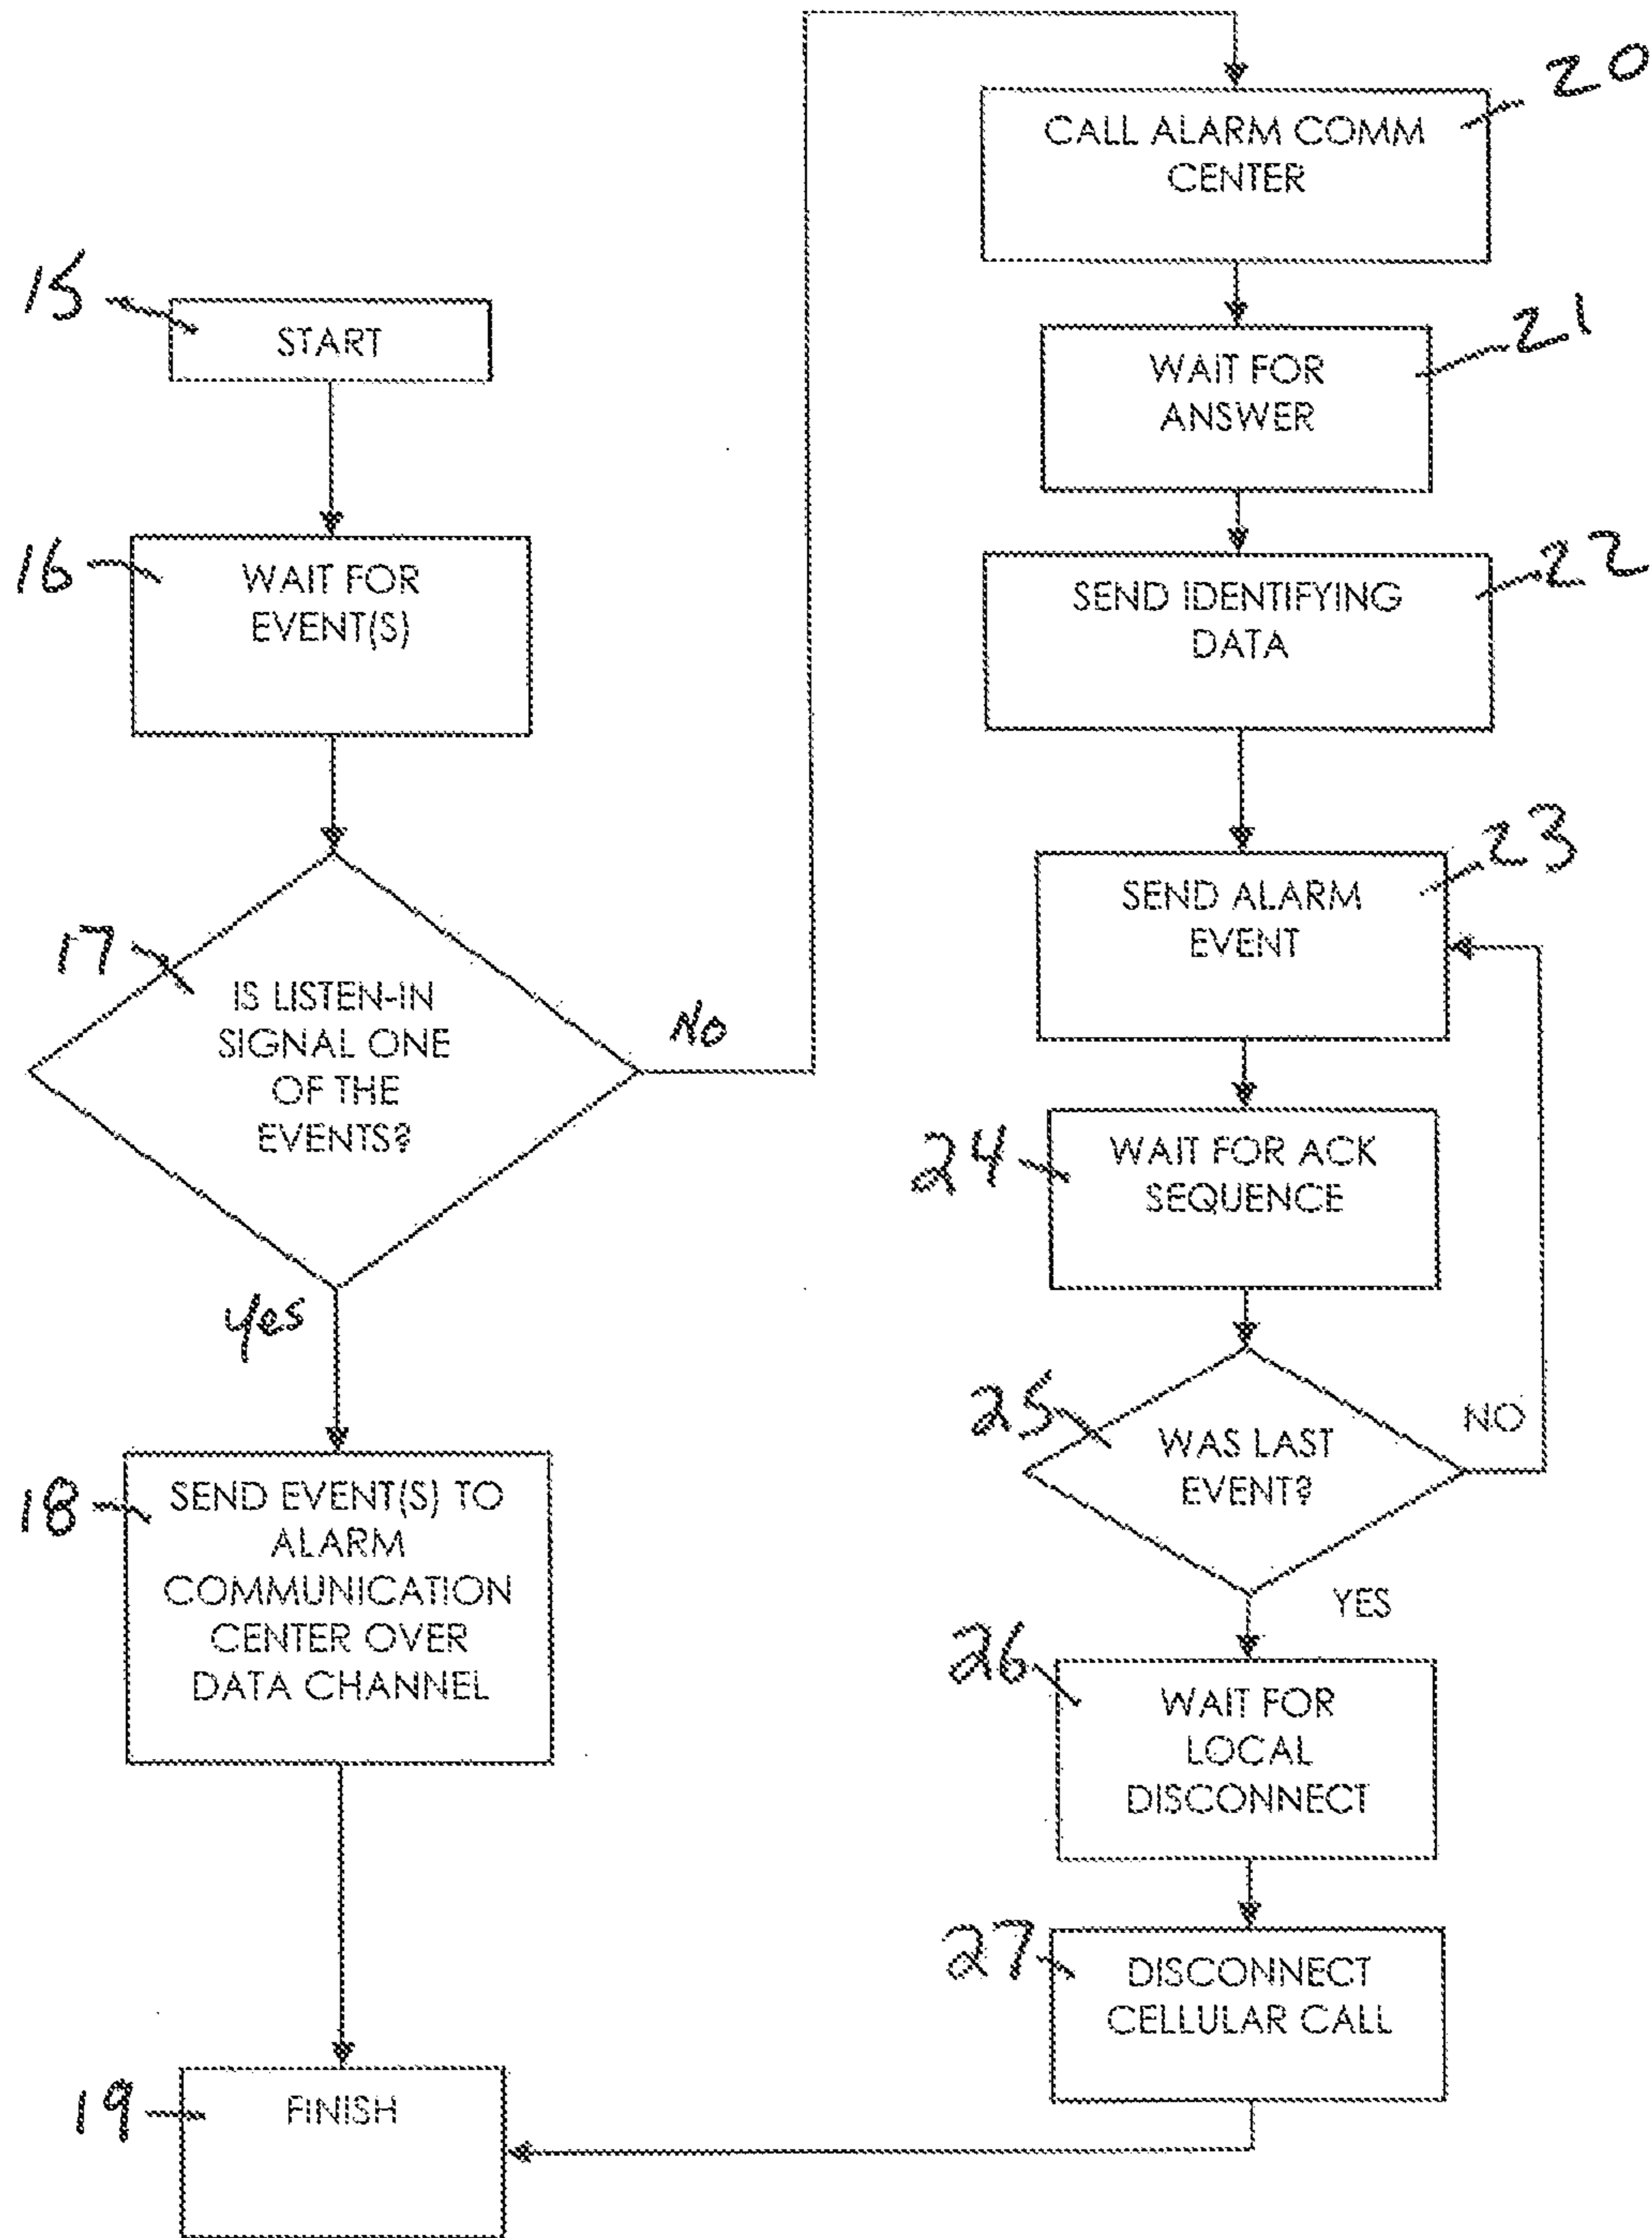 15
START
16
WAIT FOR
EVENT(S)
17
IS LISTEN-IN
SIGNAL ONE
OF THE
EVENTS?
No
Yes
18
SEND EVENT(S) TO
ALARM
COMMUNICATION
CENTER OVER
DATA CHANNEL
19
FINISH
20
CALL ALARM COMM
CENTER
21
WAIT FOR
ANSWER
22
SEND IDENTIFYING
DATA
23
SEND ALARM
EVENT
24
WAIT FOR ACK
SEQUENCE
25
WAS LAST
EVENT?
NO
YES
26
WAIT FOR
LOCAL
DISCONNECT
27
DISCONNECT
CELLULAR CALL